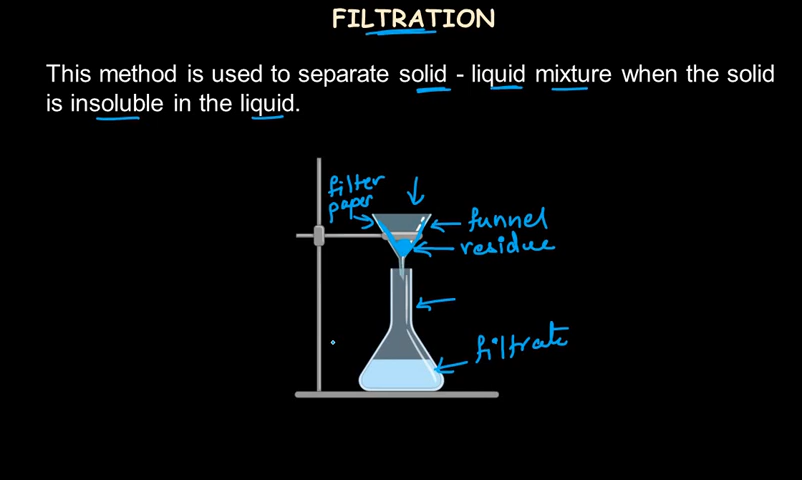 FILTRATION
This method is used to separate solid - liquid mixture when the solid
is insoluble in the liquid.
filter
paper
funnel
residue
filtrate